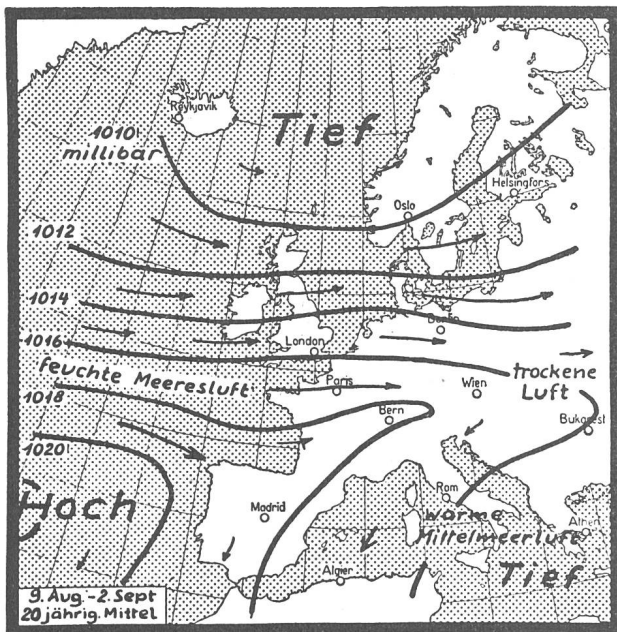 Reykjavik
Tief
1010
millibar
Helsingfors
Oslo
1012
1014
1016
London
feuchte Meeresluft
trockene
Luft
Paris
Wien
1018
Bern
Bukarest
1020
Hoch
Rom
Madrid
warme
Mittelmeerluft
Athen
Algier
Tief
9. Aug.-2. Sept
20 jährig. Mittel